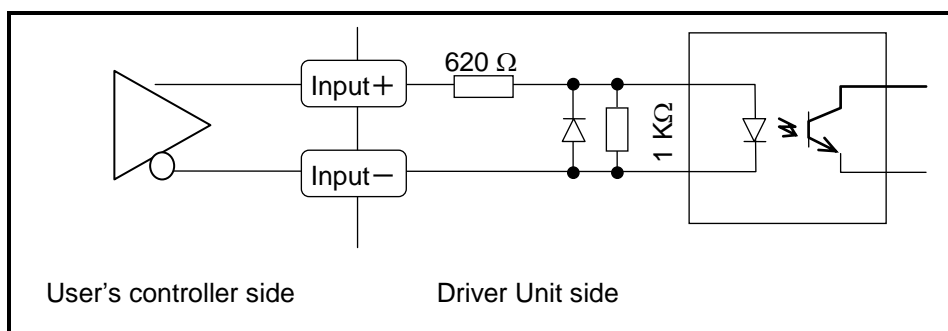 620 Ω
Input+
1 KΩ
Input−
User's controller side
Driver Unit side